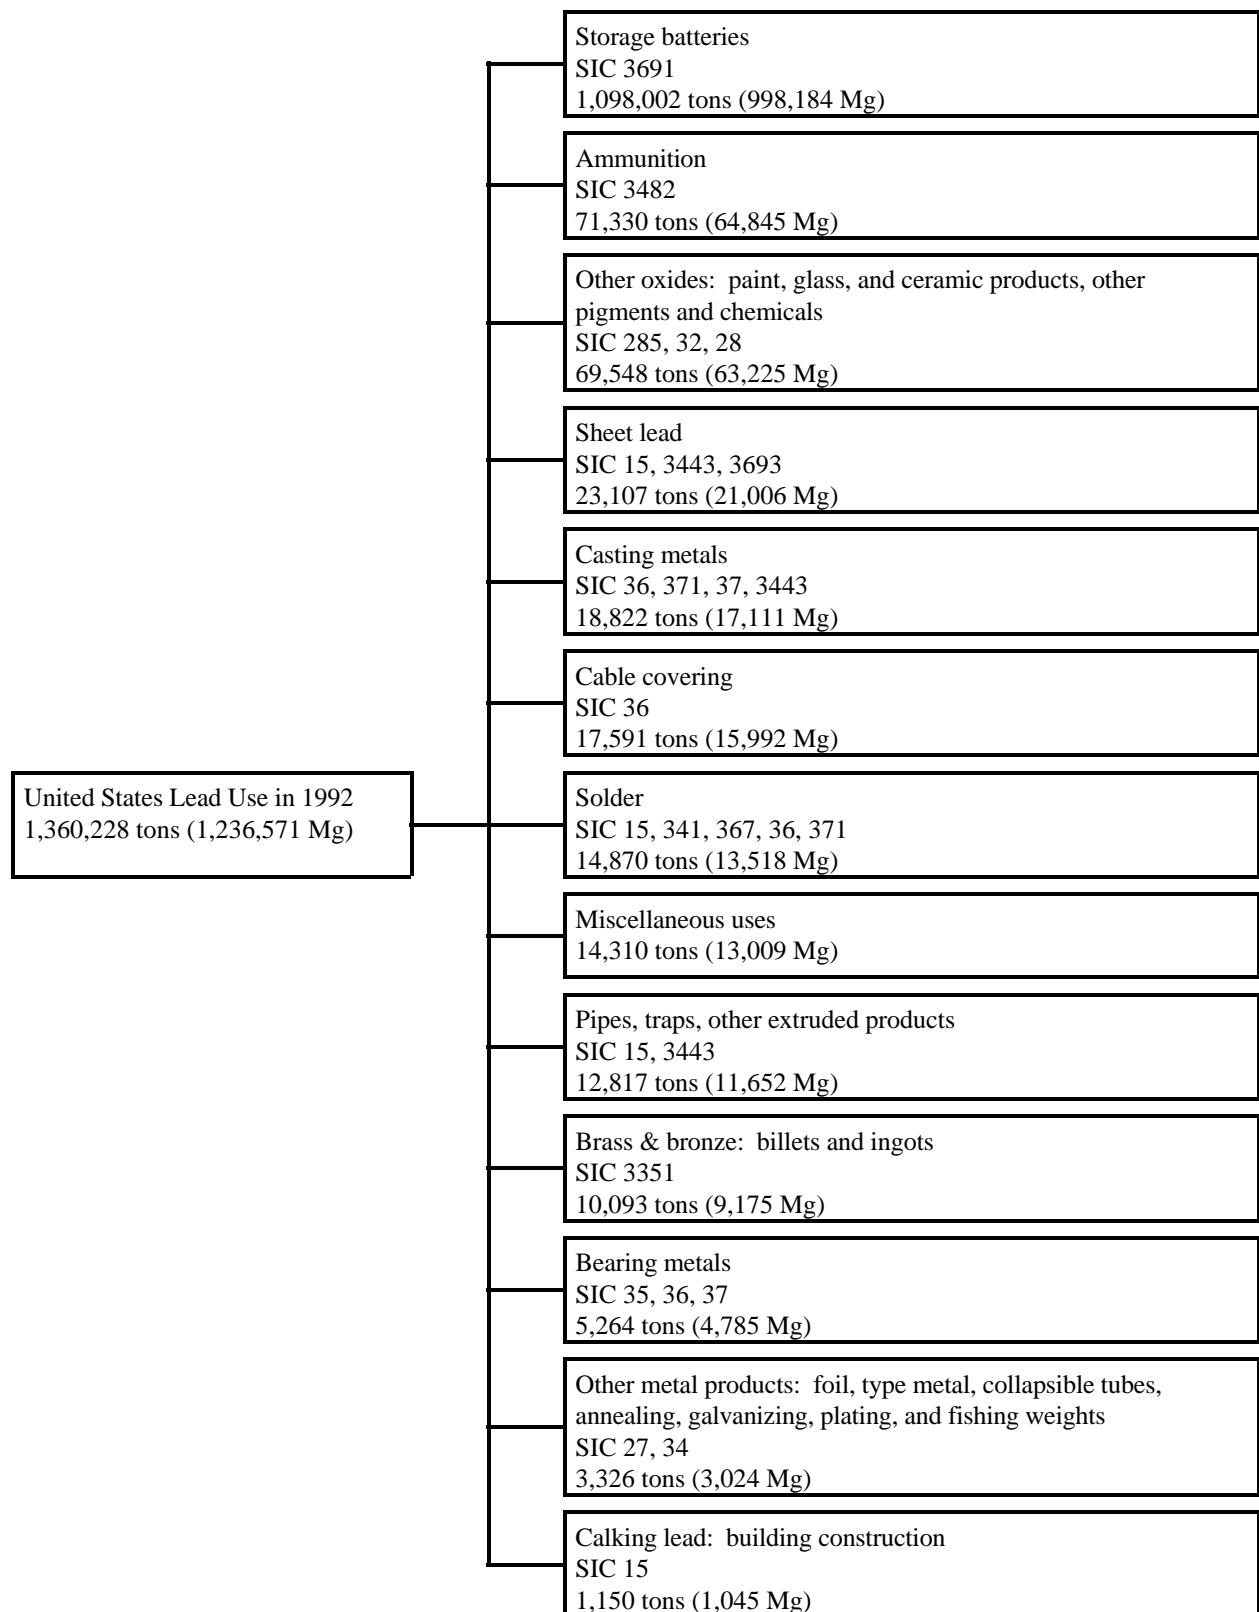 Storage batteries
SIC 3691
1,098,002 tons (998,184 Mg)
Ammunition
SIC 3482
71,330 tons (64,845 Mg)
Other oxides:  paint, glass, and ceramic products, other
pigments and chemicals
SIC 285, 32, 28
69,548 tons (63,225 Mg)
Sheet lead
SIC 15, 3443, 3693
23,107 tons (21,006 Mg)
Casting metals
SIC 36, 371, 37, 3443
18,822 tons (17,111 Mg)
Cable covering
SIC 36
17,591 tons (15,992 Mg)
United States Lead Use in 1992
1,360,228 tons (1,236,571 Mg)
Solder
SIC 15, 341, 367, 36, 371
14,870 tons (13,518 Mg)
Miscellaneous uses
14,310 tons (13,009 Mg)
Pipes, traps, other extruded products
SIC 15, 3443
12,817 tons (11,652 Mg)
Brass & bronze:  billets and ingots
SIC 3351
10,093 tons (9,175 Mg)
Bearing metals
SIC 35, 36, 37
5,264 tons (4,785 Mg)
Other metal products:  foil, type metal, collapsible tubes,
annealing, galvanizing, plating, and fishing weights
SIC 27, 34
3,326 tons (3,024 Mg)
Calking lead:  building construction
SIC 15
1,150 tons (1,045 Mg)